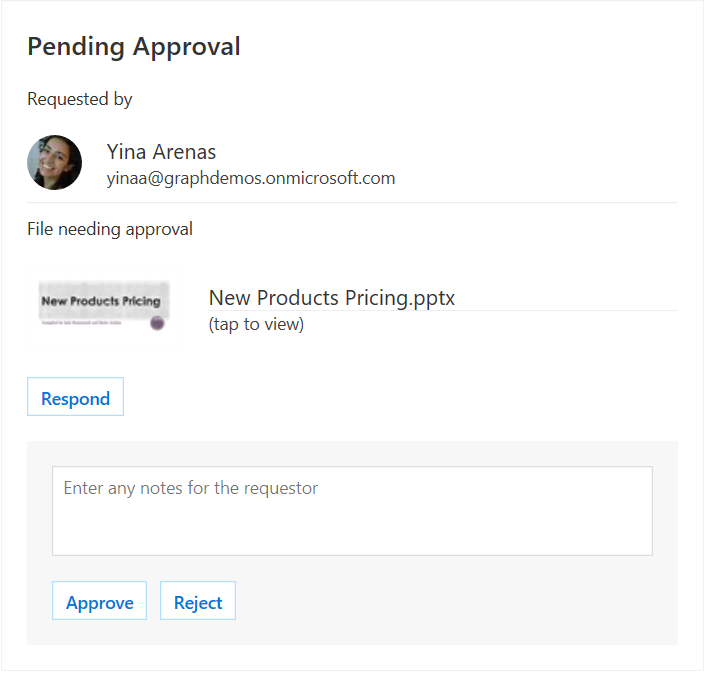 Pending Approval
Requested by
Yina Arenas
yinaa@graphdemos.onmicrosoft.com
File needing approval
New Products Pricing
New Products Pricing.pptx
(tap to view)
Respond
Enter any notes for the requestor
Approve
Reject